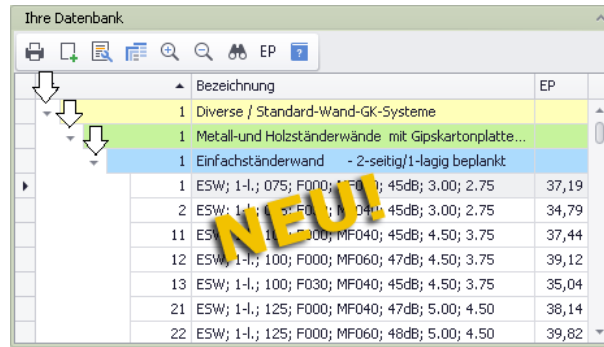 Ihre Datenbank
EP ?
Bezeichnung EP
1 Diverse / Standard-Wand-GK-Systeme
1 Metall-und Holzständerwände mit Gipskartonplatte...
1 Einfachständerwand - 2-seitig/1-lagig beplankt
1 ESW; 1-l.; 075; F000; 45dB; 3.00; 2.75 37,19
2 ESW; 1-l.; 45dB; 3.00; 2.75 34,79
11 MF040; 45dB; 4.50; 3.75 37,44
12 ESW; 1-l.; 100; F000; MF060; 47dB; 4.50; 3.75 39,12
13 ESW; 1-l.; 100; F030; MF040; 45dB; 4.50; 3.75 35,04
21 ESW; 1-l.; 125; F000; MF040; 47dB; 5.00; 4.50 38,14
22 ESW; 1-l.; 125; F000; MF060; 48dB; 5.00; 4.50 39,82
NEU!